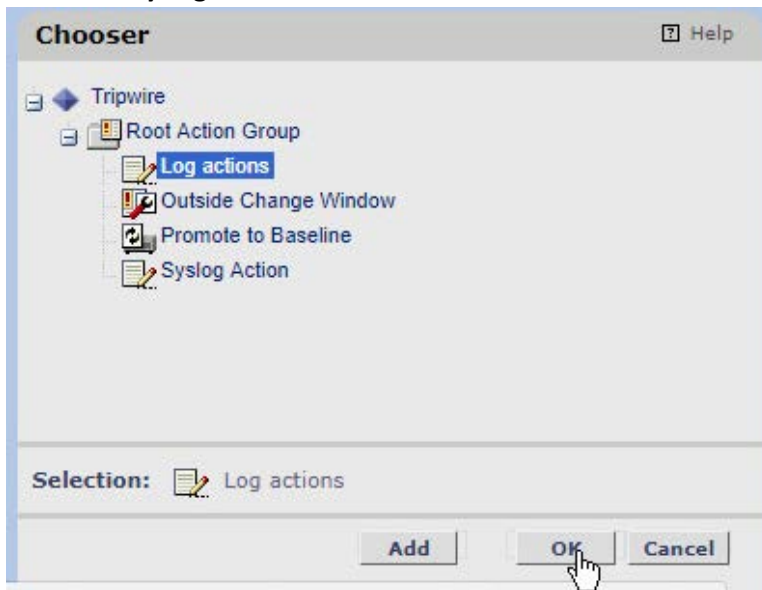 Chooser
? Help
Tripwire
Root Action Group
Log actions
Outside Change Window
Promote to Baseline
Syslog Action
Selection: Log actions
Add OK Cancel